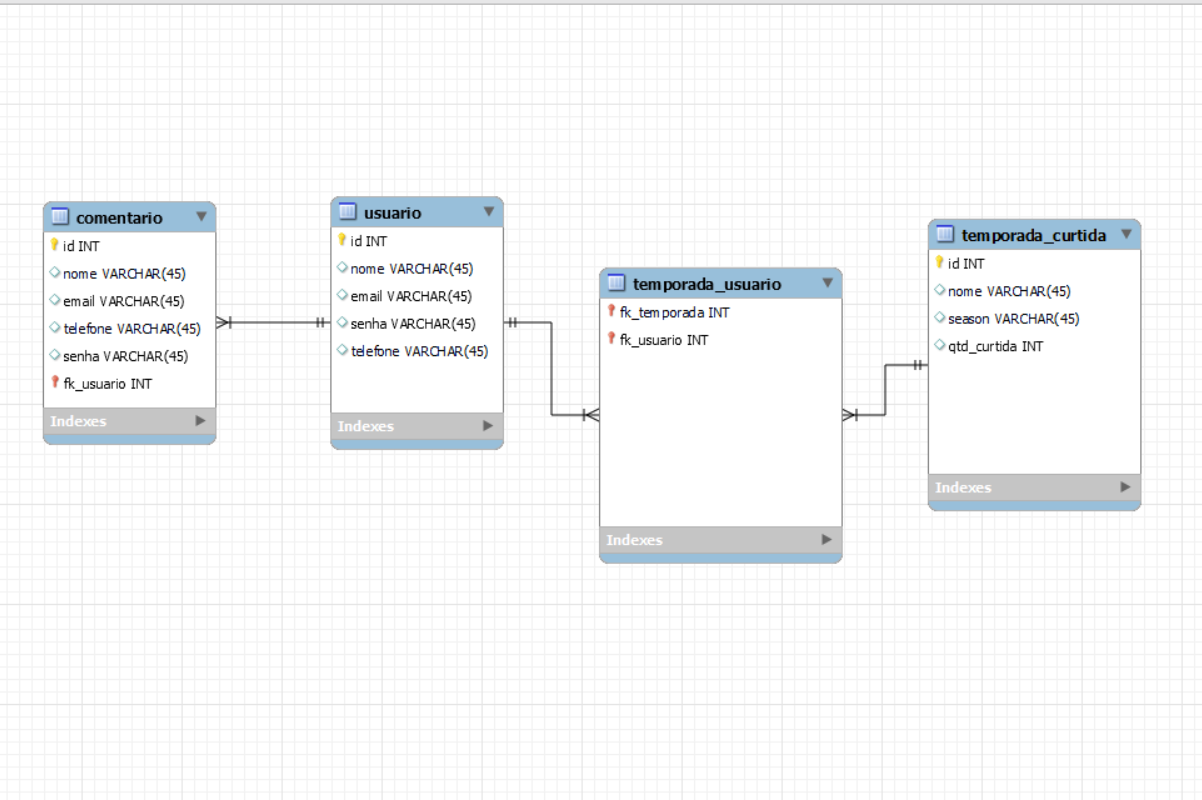 comentario
id INT
nome VARCHAR(45)
email VARCHAR(45)
telefone VARCHAR(45)
senha VARCHAR(45)
fk_usuario INT
Indexes
usuario
id INT
nome VARCHAR(45)
email VARCHAR(45)
senha VARCHAR(45)
telefone VARCHAR(45)
Indexes
temporada_usuario
fk_temporada INT
fk_usuario INT
Indexes
temporada_curtida
id INT
nome VARCHAR(45)
season VARCHAR(45)
qtd_curtida INT
Indexes